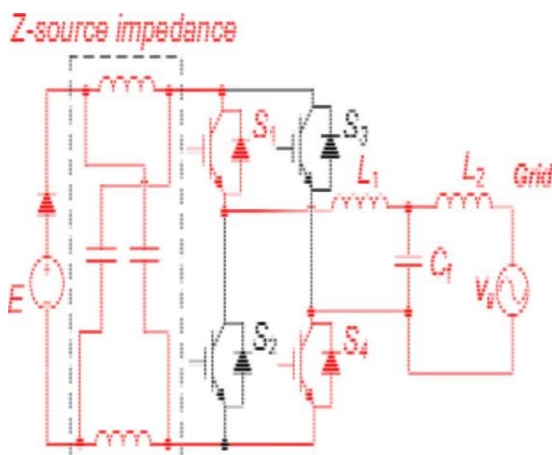 Z-source impedance
S₁
S₃
L₁
L₂
Grid
E
C₁
Vg
S₂
S₄